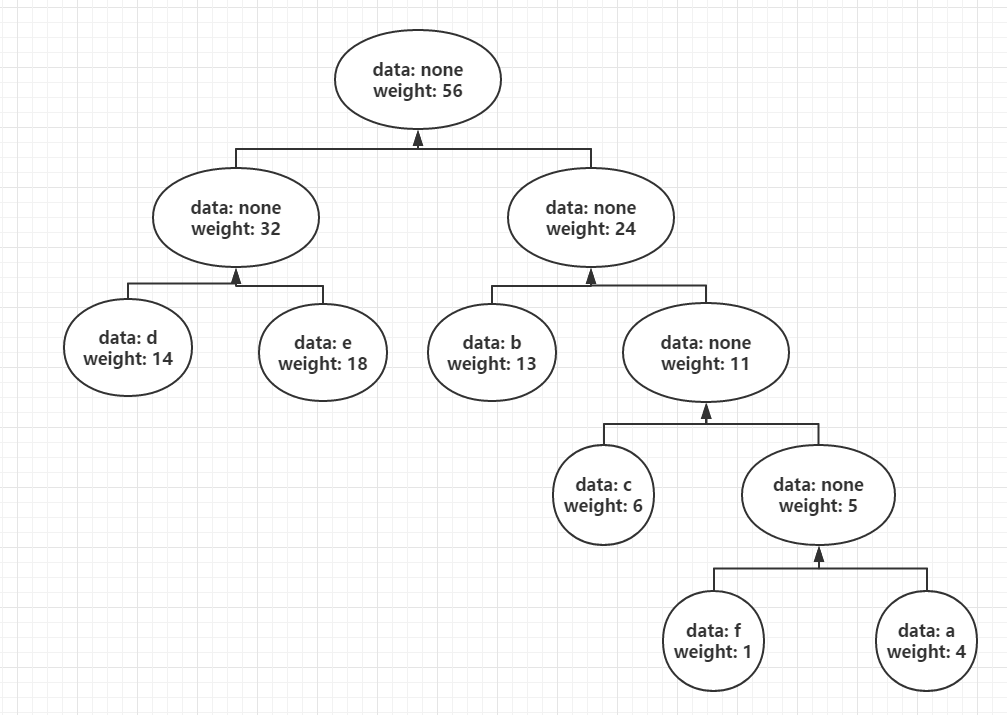 data: none
weight: 56
data: none
weight: 32
data: none
weight: 24
data: d
weight: 14
data: e
weight: 18
data: b
weight: 13
data: none
weight: 11
data: c
weight: 6
data: none
weight: 5
data: f
weight: 1
data: a
weight: 4